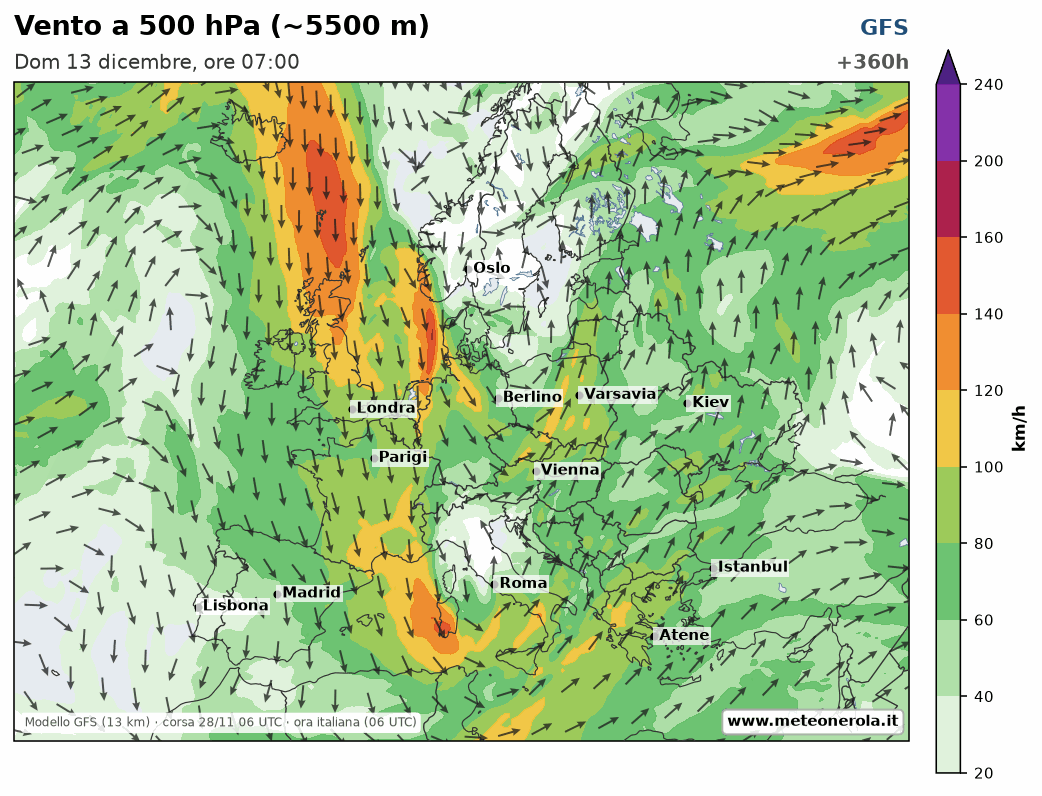 Vento a 500 hPa (~5500 m)
GFS
Dom 13 dicembre, ore 07:00
+360h
240
200
160
140
120
100
80
60
40
20
km/h
Oslo
Berlino
Varsavia
Kiev
Londra
Parigi
Vienna
Istanbul
Roma
Madrid
Lisbona
Atene
Modello GFS (13 km) · corsa 28/11 06 UTC · ora italiana (06 UTC)
www.meteonerola.it